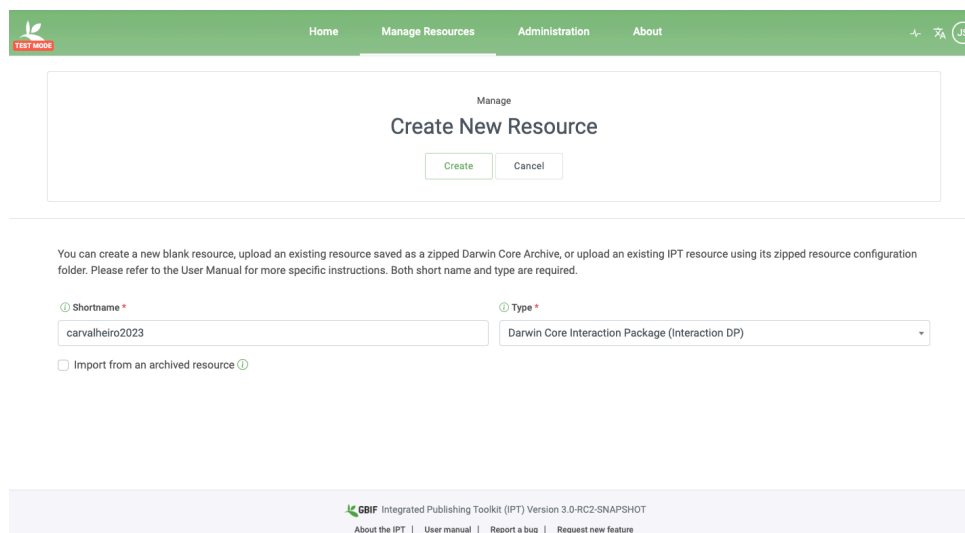 TEST MODE
Home Manage Resources Administration About
Manage
Create New Resource
Create Cancel
You can create a new blank resource, upload an existing resource saved as a zipped Darwin Core Archive, or upload an existing IPT resource using its zipped resource configuration
folder. Please refer to the User Manual for more specific instructions. Both short name and type are required.
Shortname * Type *
carvalheiro2023 Darwin Core Interaction Package (Interaction DP)
Import from an archived resource
GBIF Integrated Publishing Toolkit (IPT) Version 3.0-RC2-SNAPSHOT
About the IPT | User manual | Report a bug | Request new feature